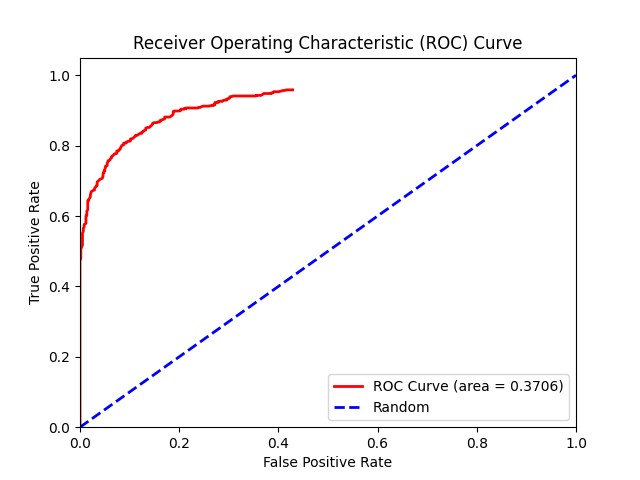 Receiver Operating Characteristic (ROC) Curve
True Positive Rate
1.0
0.8
0.6
0.4
0.2
0.0
0.0 0.2 0.4 0.6 0.8 1.0
False Positive Rate
ROC Curve (area = 0.3706)
Random